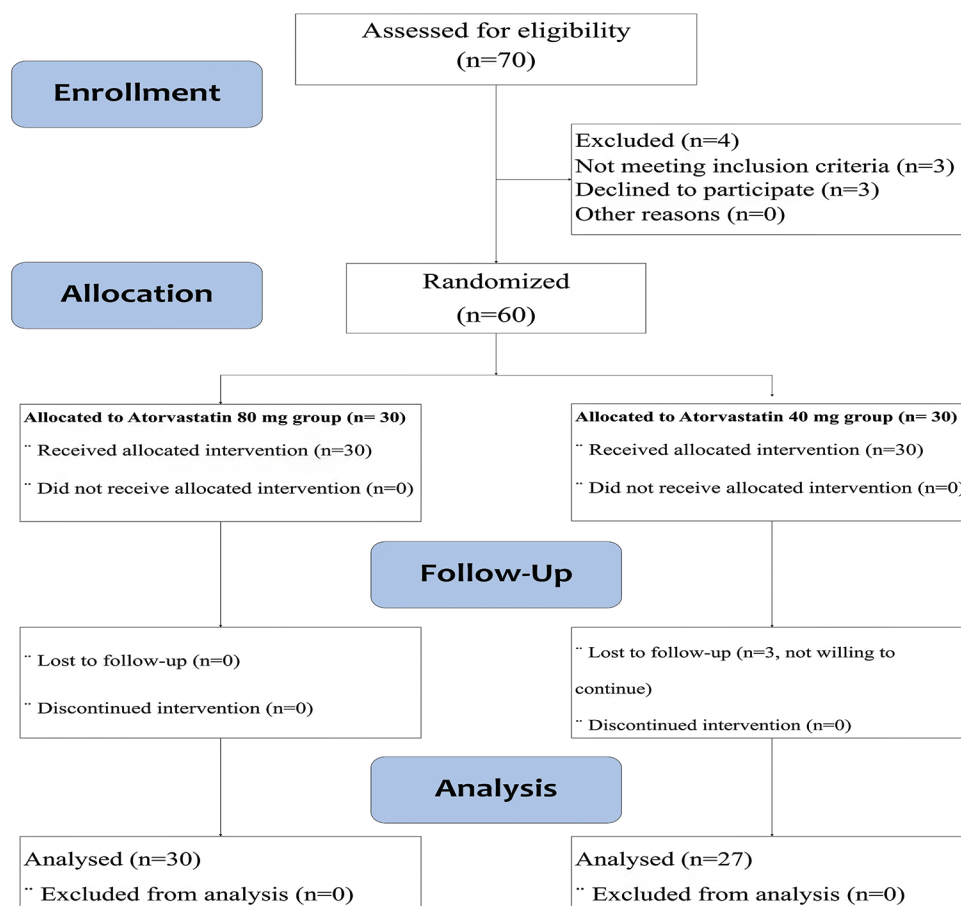 Assessed for eligibility
(n=70)
Enrollment
Excluded (n=4)
Not meeting inclusion criteria (n=3)
Declined to participate (n=3)
Other reasons (n=0)
Allocation
Randomized
(n=60)
Allocated to Atorvastatin 80 mg group (n= 30)
¨ Received allocated intervention (n=30)
¨ Did not receive allocated intervention (n=0)
Allocated to Atorvastatin 40 mg group (n= 30)
¨ Received allocated intervention (n=30)
¨ Did not receive allocated intervention (n=0)
Follow-Up
¨ Lost to follow-up (n=0)
¨ Discontinued intervention (n=0)
¨ Lost to follow-up (n=3, not willing to
continue)
¨ Discontinued intervention (n=0)
Analysis
Analysed (n=30)
¨ Excluded from analysis (n=0)
Analysed (n=27)
¨ Excluded from analysis (n=0)